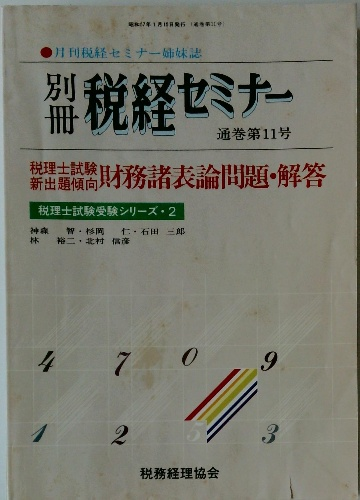 昭和57年1月10日発行 (通巻第11号)
●月刊税経セミナー姉妹誌
別冊 税経セミナー
通巻第11号
税理士試験
新出題傾向 財務諸表論問題・解答
税理士試験受験シリーズ・2
神森 智・杉岡 仁・石田 三郎
林 裕二・北村 信彦
4 7 0 9
1 2 5 3
税務経理協会